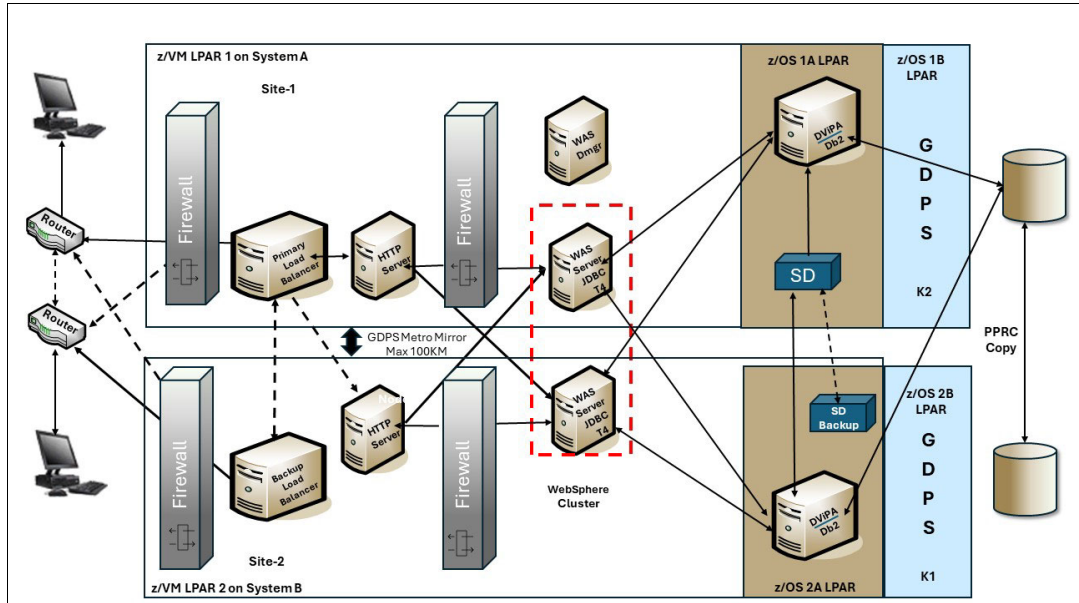 z/VM LPAR 1 on System A
Site-1
z/OS 1A LPAR
z/OS 1B
LPAR
Firewall
Firewall
WAS
Dmgr
DViPA
Db2
G
D
P
S
K2
Router
Primary
Load
Balancer
HTTP
Server
WAS
Server
JDBC
T4
SD
Router
GDPS Metro Mirror
Max 100KM
PPRC
Copy
Firewall
Firewall
HTTP
Server
WAS
Server
JDBC
T4
SD
Backup
z/OS 2B
LPAR
G
D
P
S
K1
Backup
Load
Balancer
WebSphere
Cluster
DViPA
Db2
Site-2
z/VM LPAR 2 on System B
z/OS 2A LPAR